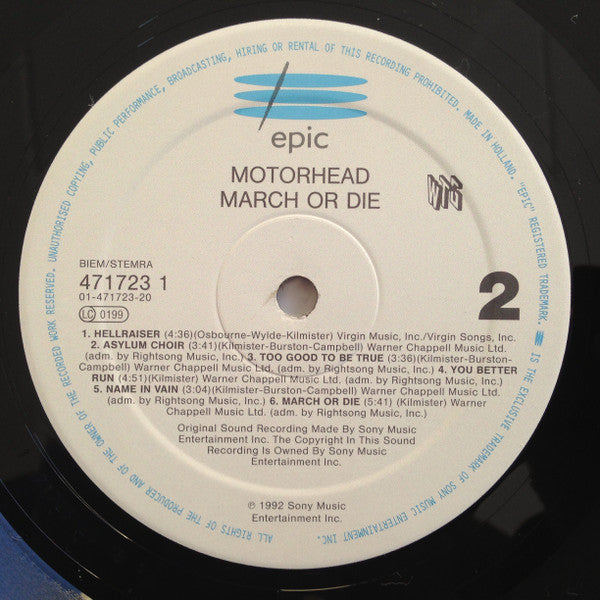 epic
MOTORHEAD
MARCH OR DIE
WTG
BIEM/STEMRA
471723 1
01-471723-20
LC 0199
2
1. HELLRAISER (4:36)(Osbourne-Wylde-Kilmister) Virgin Music, Inc./Virgin Songs, Inc.
2. ASYLUM CHOIR (3:39)(Kilmister-Burston-Campbell) Warner Chappell Music Ltd.
(adm. by Rightsong Music, Inc.) 3. TOO GOOD TO BE TRUE (3:36)(Kilmister-Burston-
Campbell) Warner Chappell Music Ltd. (adm. by Rightsong Music, Inc.) 4. YOU BETTER
RUN (4:51)(Kilmister) Warner Chappell Music Ltd. (adm. by Rightsong Music, Inc.)
5. NAME IN VAIN (3:04)(Kilmister-Burston-Campbell) Warner Chappell Music Ltd.
(adm. by Rightsong Music, Inc.) 6. MARCH OR DIE (5:41) (Kilmister) Warner
Chappell Music Ltd. (adm by Rightsong Music, Inc.)
Original Sound Recording Made By Sony Music
Entertainment Inc. The Copyright In This Sound
Recording is Owned By Sony Music
Entertainment Inc.
℗ 1992 Sony Music
Entertainment Inc.
ALL RIGHTS OF THE PRODUCER AND OF THE OWNER OF THE RECORDED WORK RESERVED. UNAUTHORISED COPYING, PUBLIC PERFORMANCE, BROADCASTING, HIRING OR RENTAL OF THIS RECORDING PROHIBITED. MADE IN HOLLAND. "EPIC" REGISTERED TRADEMARK. IS THE EXCLUSIVE TRADEMARK OF SONY MUSIC ENTERTAINMENT INC.